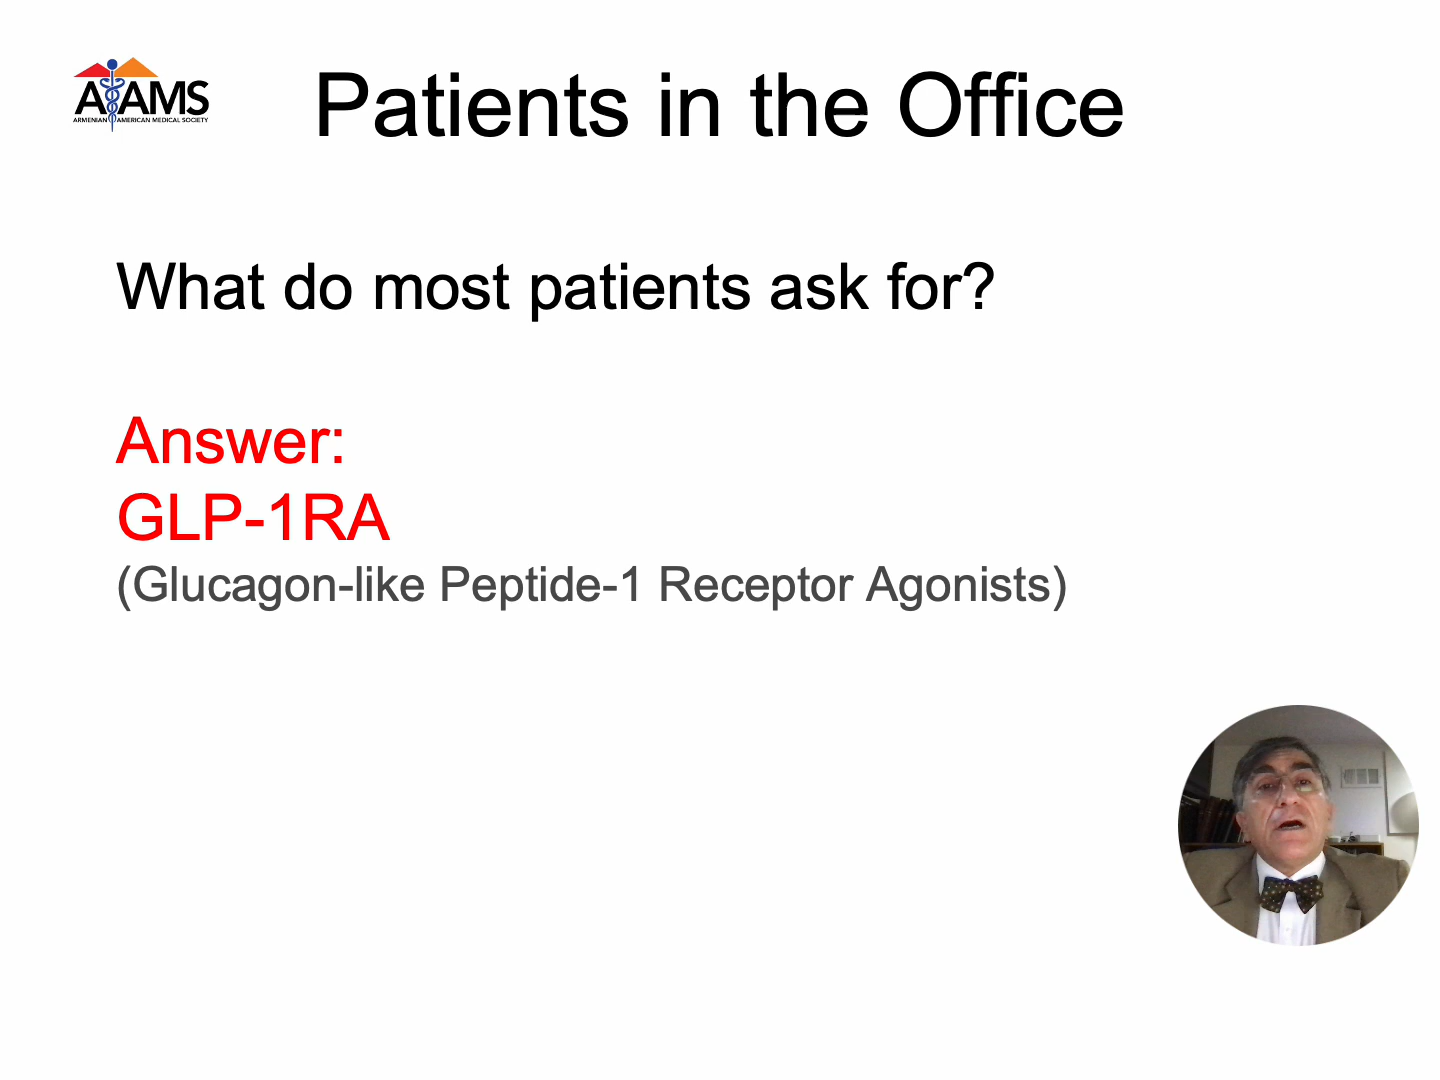 AAMS
ARMENIAN AMERICAN MEDICAL SOCIETY
Patients in the Office
What do most patients ask for?
Answer:
GLP-1RA
(Glucagon-like Peptide-1 Receptor Agonists)